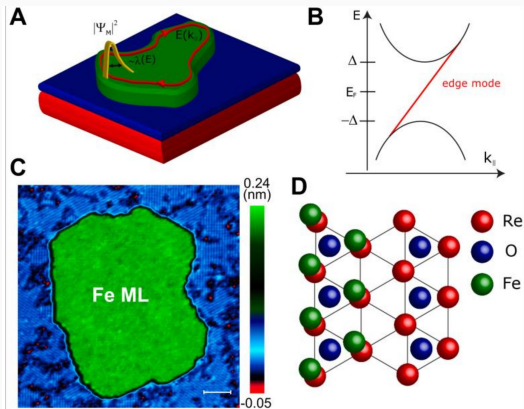 A
|Ψ_M|²
~λ(E)
E(k_∥)
B
E
Δ
E_F
-Δ
edge mode
k_∥
C
0.24
(nm)
Fe ML
-0.05
D
Re
O
Fe